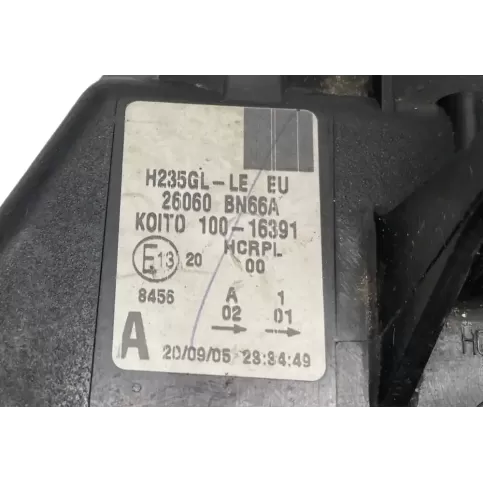 H235GL-LE EU
26060 BN66A
KOITO 100-16391
E13 20 HCRPL
00
8456 A 1
02 01
A 20/09/05 23:34:49
H